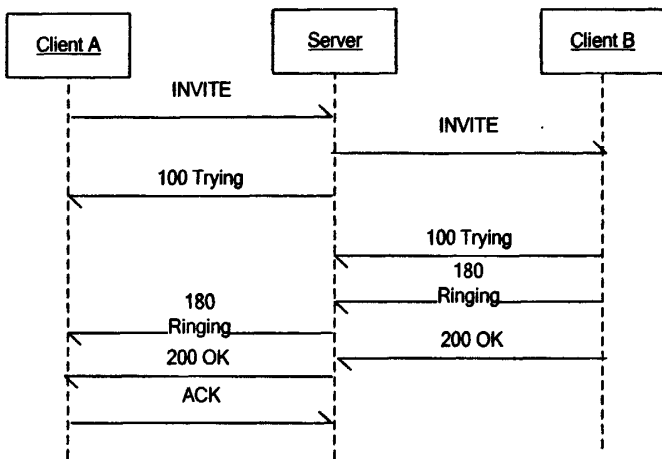 Client A
Server
Client B
INVITE
INVITE
100 Trying
100 Trying
180
Ringing
180
Ringing
200 OK
200 OK
ACK